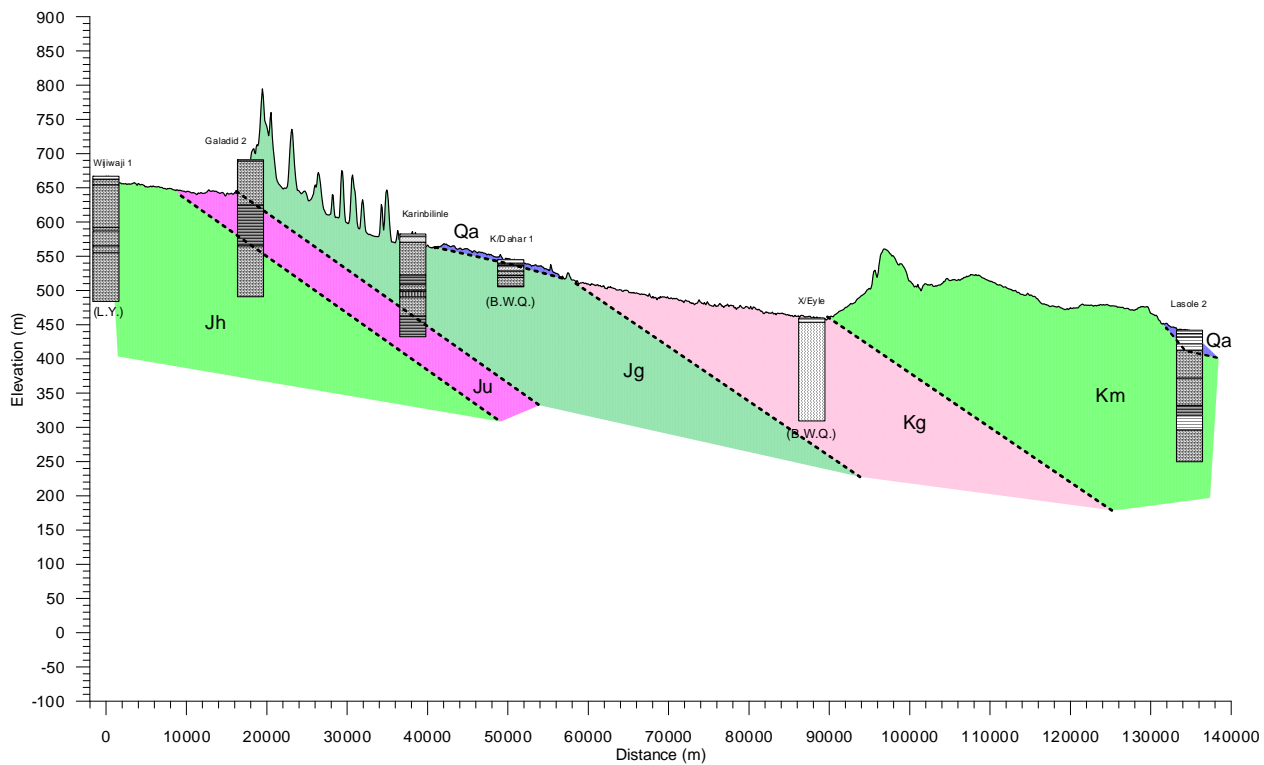 900
850
800
750
700
650
600
550
500
450
400
350
300
250
200
150
100
50
0
-50
-100
Elevation (m)
Galadid 2
Wijiwaji 1
Karinbilinle
Qa
K/Dahar 1
(B.W.Q.)
X/Eyle
Lasole 2
(L.Y.)
Jh
Qa
Jg
Ju
Km
Kg
(B.W.Q.)
0 10000 20000 30000 40000 50000 60000 70000 80000 90000 100000 110000 120000 130000 140000
Distance (m)